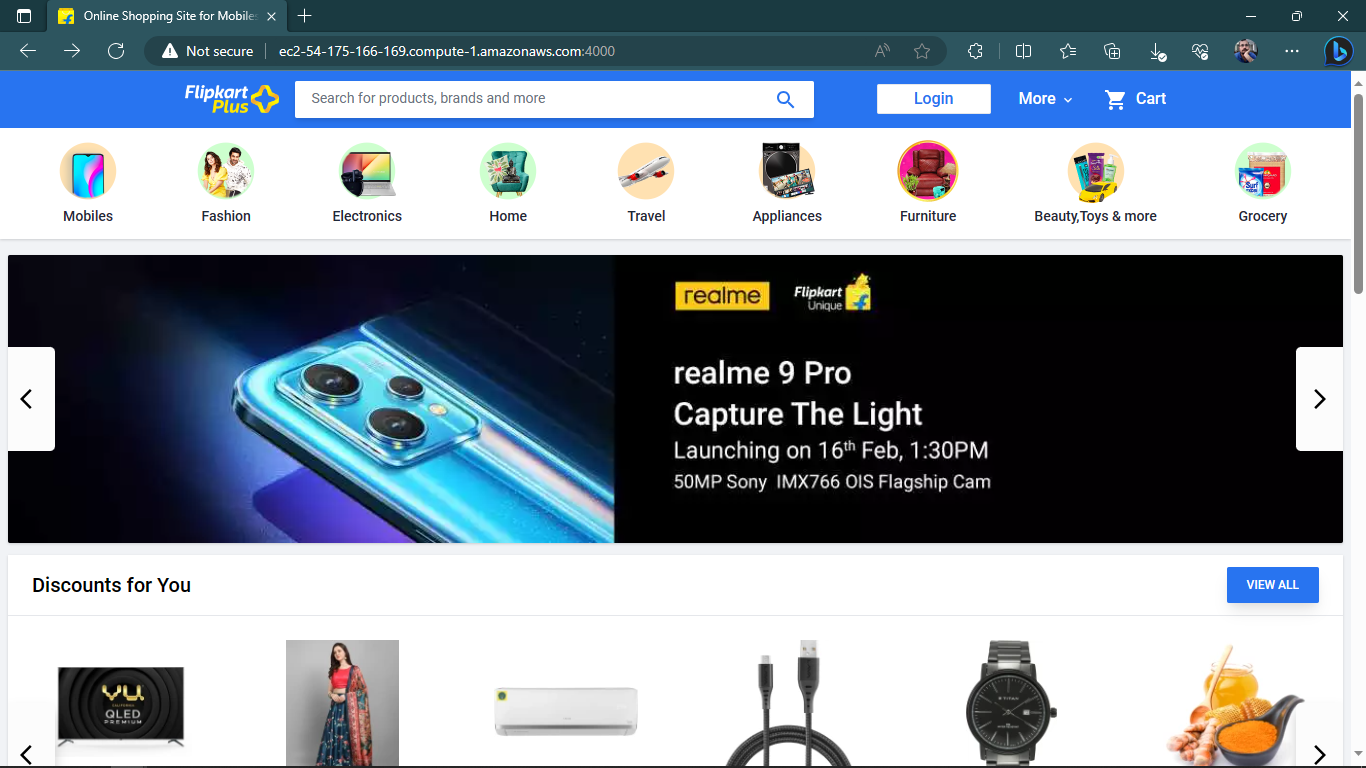 Online Shopping Site for Mobiles
Not secure
ec2-54-175-166-169.compute-1.amazonaws.com:4000
Flipkart
Plus
Search for products, brands and more
Login
More
Cart
Mobiles
Fashion
Electronics
Home
Travel
Appliances
Furniture
Beauty,Toys & more
Grocery
realme
Flipkart
Unique
realme 9 Pro
Capture The Light
Launching on 16th Feb, 1:30PM
50MP Sony IMX766 OIS Flagship Cam
Discounts for You
VIEW ALL
VU
CALIFORNIA
QLED
PREMIUM
TITAN